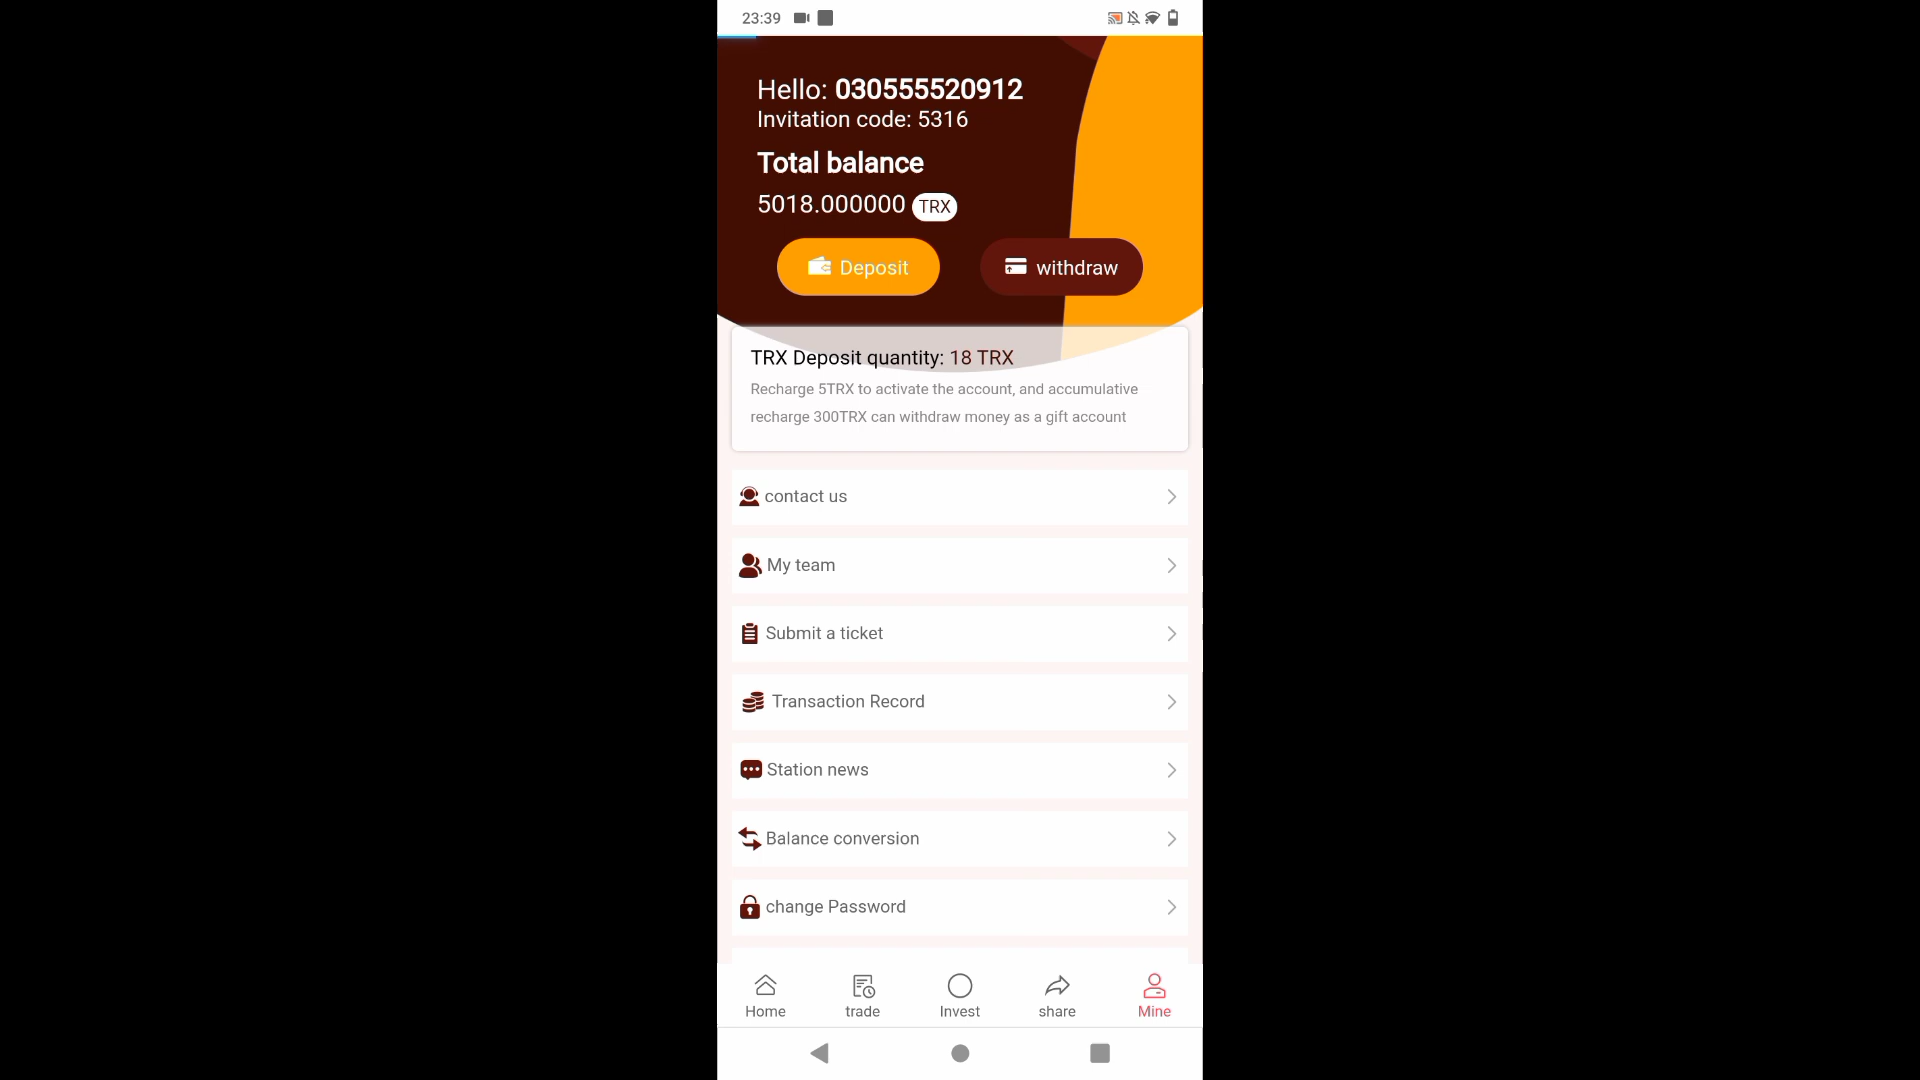 23:39
Hello: 030555520912
Invitation code: 5316
Total balance
5018.000000 TRX
Deposit
withdraw
TRX Deposit quantity: 18 TRX
Recharge 5TRX to activate the account, and accumulative
recharge 300TRX can withdraw money as a gift account
contact us
My team
Submit a ticket
Transaction Record
Station news
Balance conversion
change Password
Home
trade
Invest
share
Mine